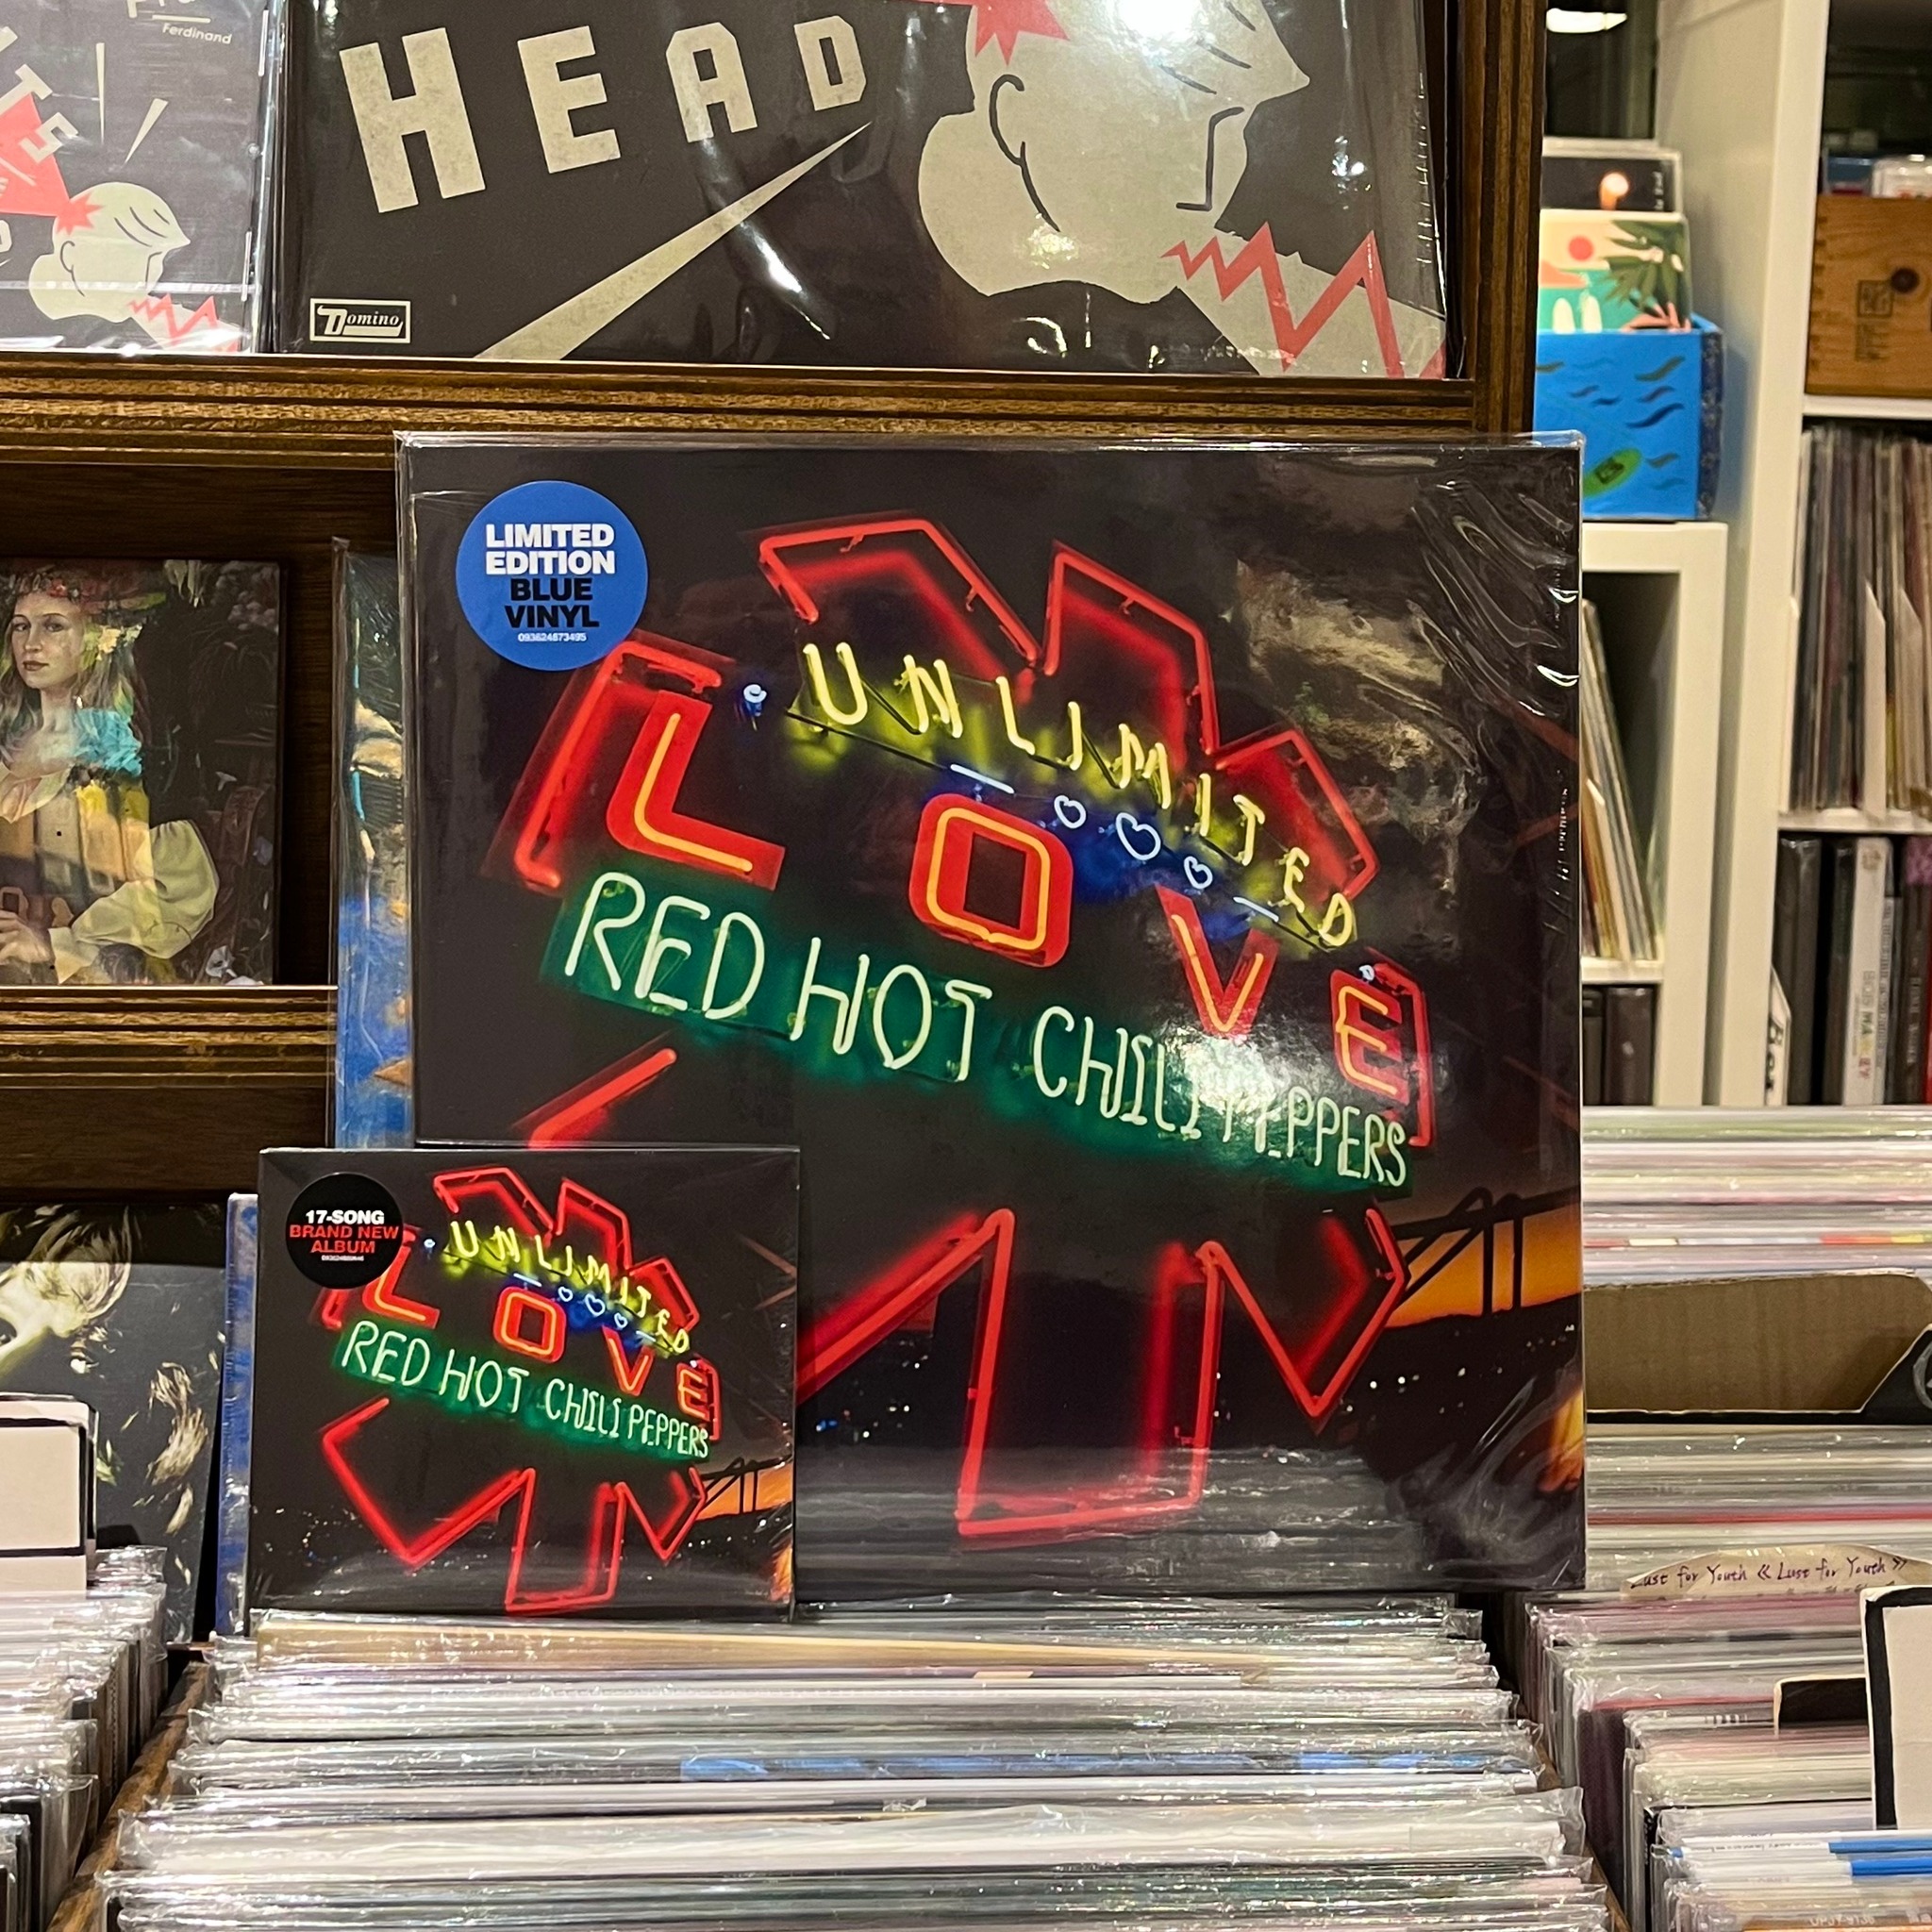 Ferdinand
HEAD
Domino
LIMITED
EDITION
BLUE
VINYL
093624873495
UNLIMITED
LOVE
RED HOT CHILI PEPPERS
17-SONG
BRAND NEW
ALBUM
UNLIMITED
LOVE
RED HOT CHILI PEPPERS
Lust for Youth « Lust for Youth »